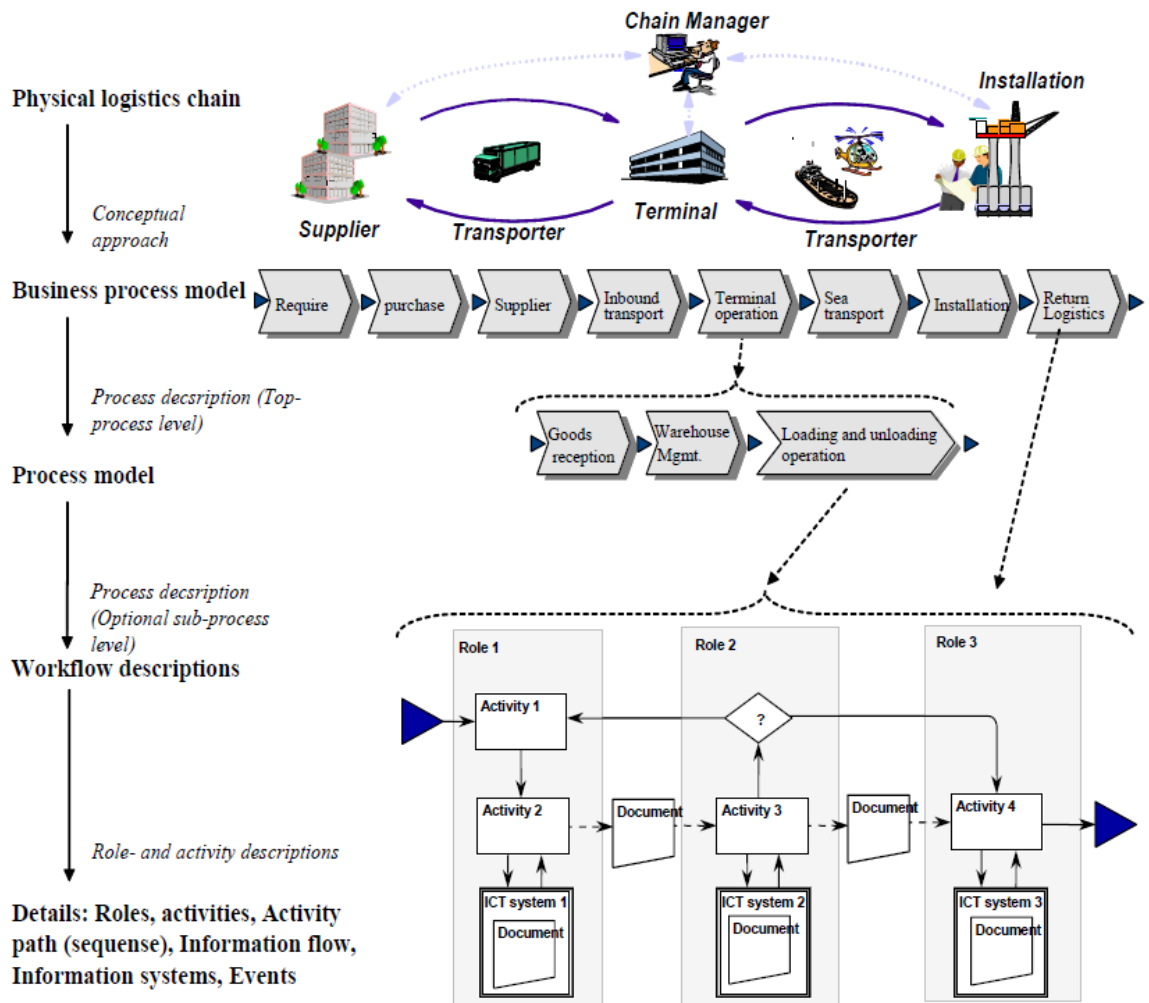 Chain Manager
Physical logistics chain
Installation
Conceptual
approach
Supplier
Transporter
Terminal
Transporter
Business process model
Require
purchase
Supplier
Inbound
transport
Terminal
operation
Sea
transport
Installation
Return
Logistics
Process decsription (Top-
process level)
Goods
reception
Warehouse
Mgmt.
Loading and unloading
operation
Process model
Process decsription
(Optional sub-process
level)
Workflow descriptions
Role 1
Role 2
Role 3
Activity 1
?
Activity 2
Document
Activity 3
Document
Activity 4
Role- and activity descriptions
ICT system 1
Document
ICT system 2
Document
ICT system 3
Document
Details: Roles, activities, Activity
path (sequense), Information flow,
Information systems, Events